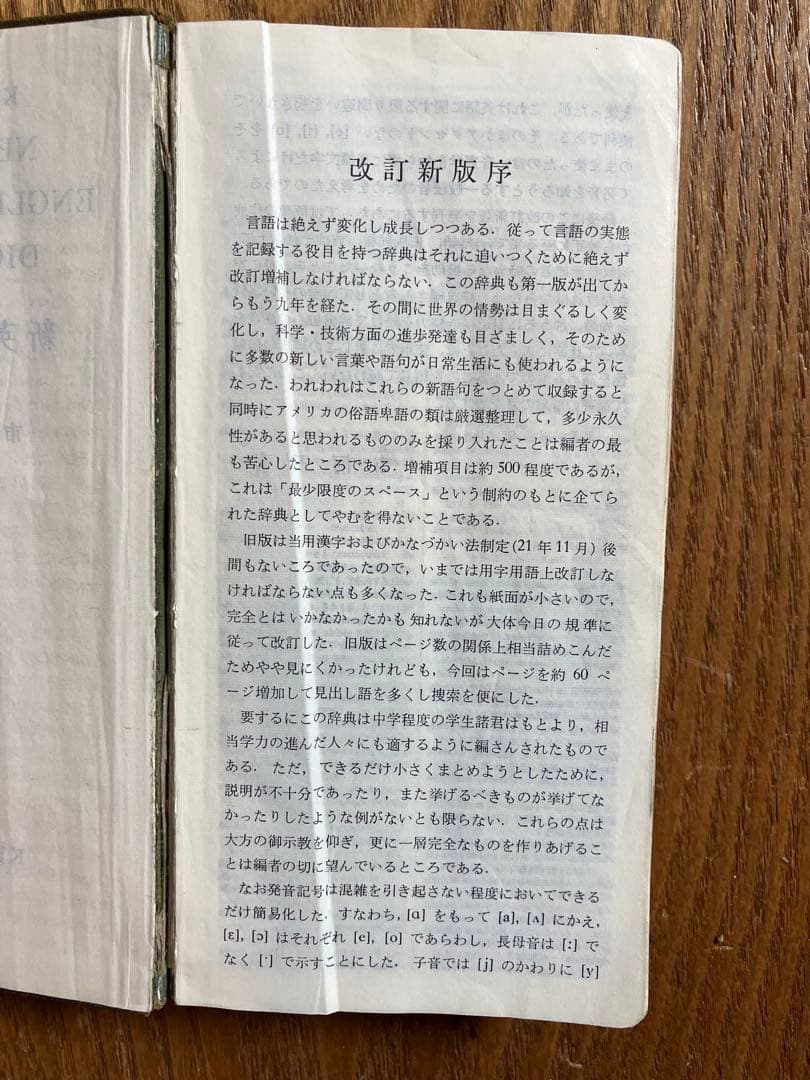 改訂新版序
言語は絶えず変化し成長しつつある．従って言語の実態
を記録する役目を持つ辞典はそれに追いつくために絶えず
改訂増補しなければならない．この辞典も第一版が出てか
らもう九年を経た．その間に世界の情勢は目まぐるしく変
化し，科学・技術方面の進歩発達も目ざましく，そのため
に多数の新しい言葉や語句が日常生活にも使われるように
なった．われわれはこれらの新語句をつとめて収録すると
同時にアメリカの俗語卑語の類は厳選整理して，多少永久
性があると思われるもののみを採り入れたことは編者の最
も苦心したところである．増補項目は約500程度であるが，
これは「最少限度のスペース」という制約のもとに企てら
れた辞典としてやむを得ないことである．
旧版は当用漢字およびかなづかい法制定(21年11月)後
間もないころであったので，いまでは用字用語上改訂しな
ければならない点も多くなった．これも紙面が小さいので，
完全とはいかなかったかも知れないが大体今日の規準に
従って改訂した．旧版はページ数の関係上相当詰めこんだ
ためやや見にくかったけれども，今回はページを約 60 ペ
ージ増加して見出し語を多くし捜索を便にした．
要するにこの辞典は中学程度の学生諸君はもとより，相
当学力の進んだ人々にも適するように編さんされたもので
ある．ただ，できるだけ小さくまとめようとしたために，
説明が不十分であったり，また挙げるべきものが挙げてな
かったりしたような例がないとも限らない．これらの点は
大方の御示教を仰ぎ，更に一層完全なものを作りあげるこ
とは編者の切に望んでいるところである．
なお発音記号は混雑を引き起さない程度においてできる
だけ簡易化した．すなわち，[ɑ] をもって [a], [ʌ] にかえ，
[ɛ], [ɔ] はそれぞれ [e], [o] であらわし，長母音は [ː] で
なく [·] で示すことにした．子音では [j] のかわりに [y]